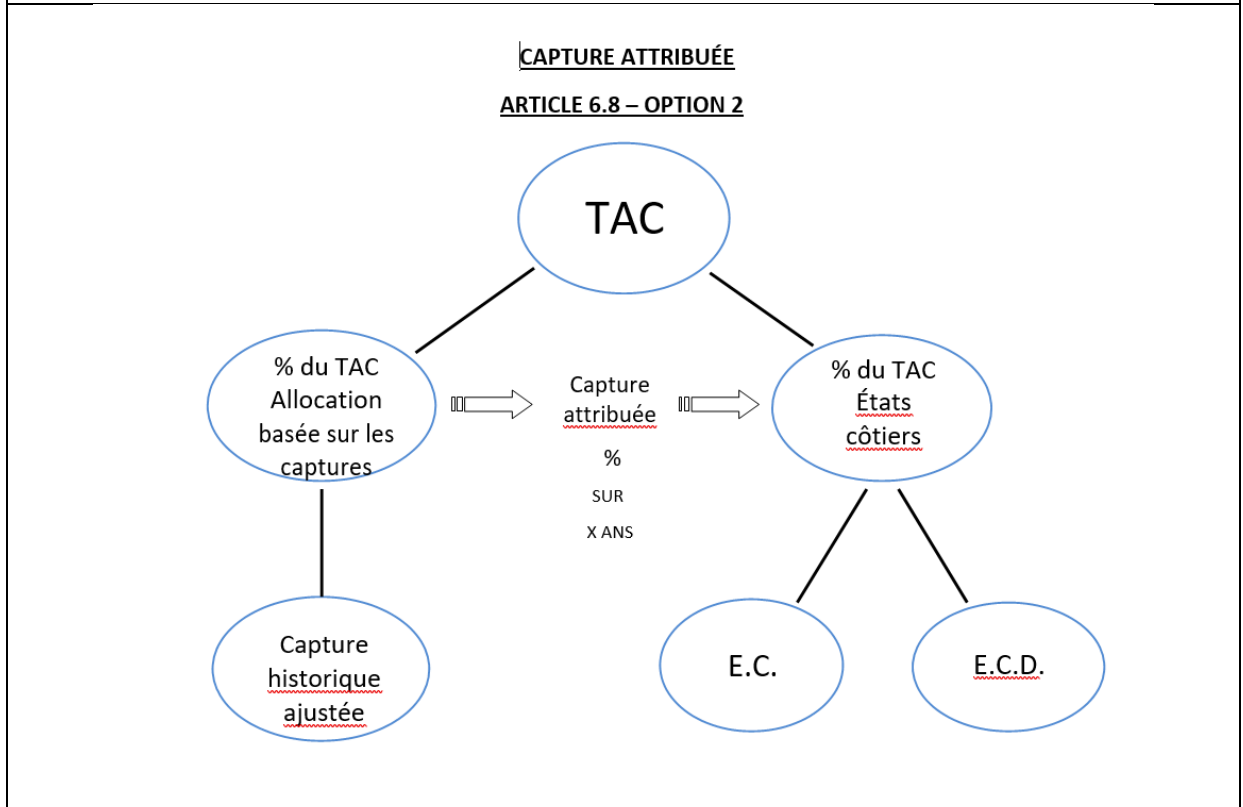 CAPTURE ATTRIBUÉE
ARTICLE 6.8 – OPTION 2
TAC
% du TAC
Allocation
basée sur les
captures
Capture
attribuée
%
SUR
X ANS
% du TAC
États
côtiers
Capture
historique
ajustée
E.C.
E.C.D.